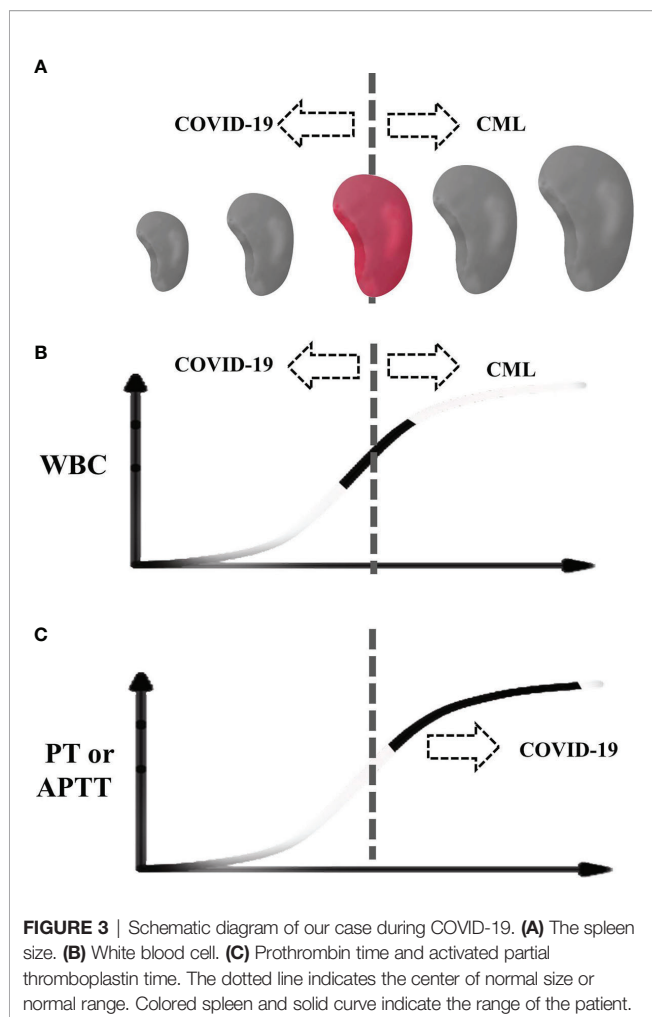 A
COVID-19
CML
B
COVID-19
CML
WBC
C
PT or
APTT
COVID-19
FIGURE 3 | Schematic diagram of our case during COVID-19. (A) The spleen
size. (B) White blood cell. (C) Prothrombin time and activated partial
thromboplastin time. The dotted line indicates the center of normal size or
normal range. Colored spleen and solid curve indicate the range of the patient.